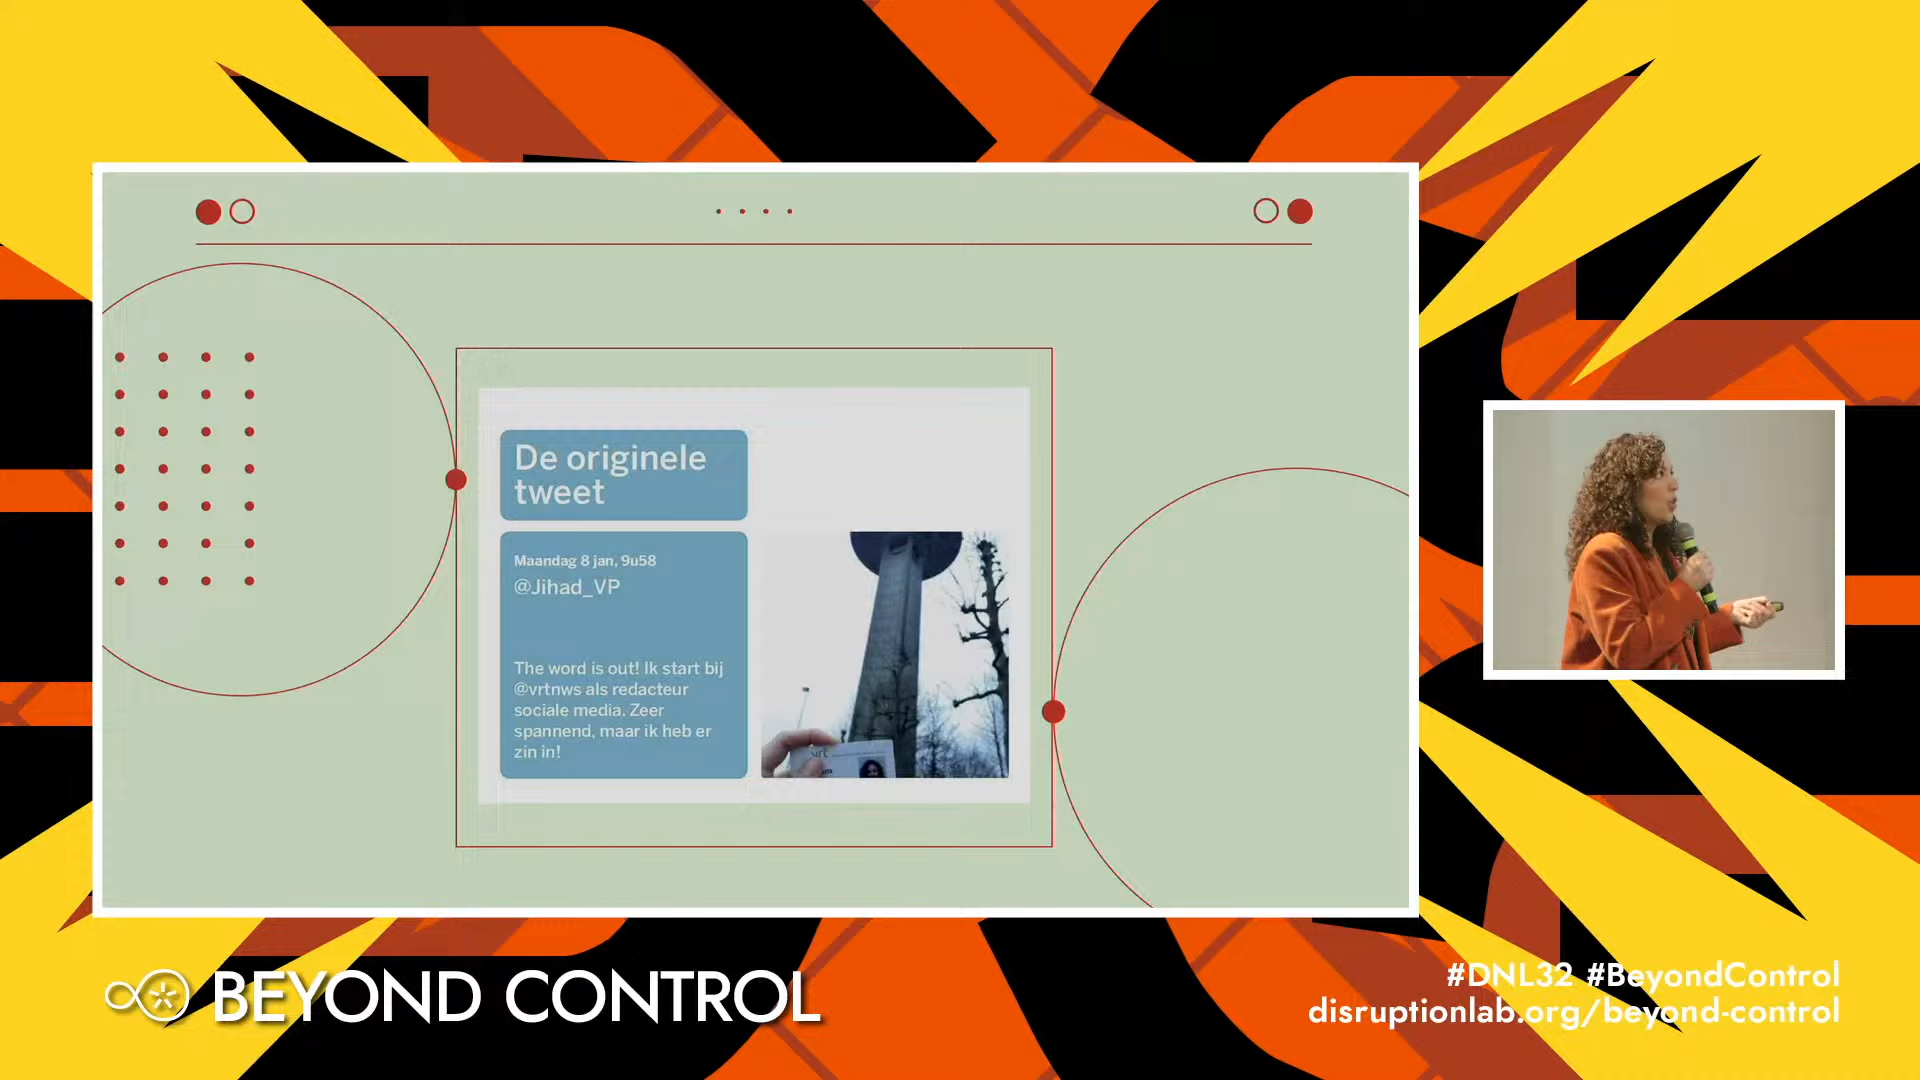 De originele
tweet
Maandag 8 jan, 9u58
@Jihad_VP
The word is out! Ik start bij
@vrtnws als redacteur
sociale media. Zeer
spannend, maar ik heb er
zin in!
BEYOND CONTROL
#DNL32 #BeyondControl
disruptionlab.org/beyond-control